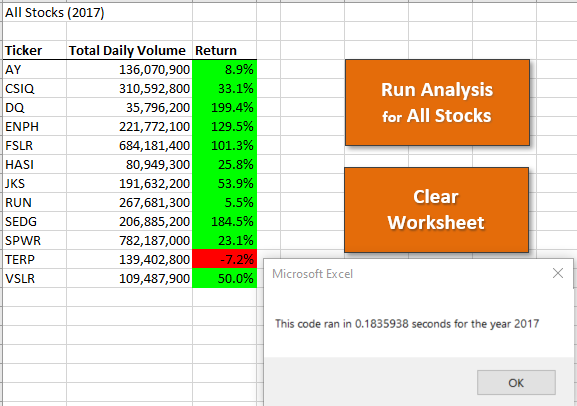 All Stocks (2017)
Ticker Total Daily Volume Return
AY 136,070,900 8.9%
CSIQ 310,592,800 33.1%
DQ 35,796,200 199.4%
ENPH 221,772,100 129.5%
FSLR 684,181,400 101.3%
HASI 80,949,300 25.8%
JKS 191,632,200 53.9%
RUN 267,681,300 5.5%
SEDG 206,885,200 184.5%
SPWR 782,187,000 23.1%
TERP 139,402,800 -7.2%
VSLR 109,487,900 50.0%
Run Analysis
for All Stocks
Clear
Worksheet
Microsoft Excel
This code ran in 0.1835938 seconds for the year 2017
OK